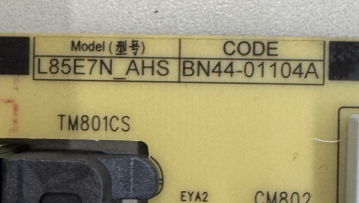 Model (型号) CODE
L85E7N_AHS BN44-01104A
TM801CS
EYA2 CM802